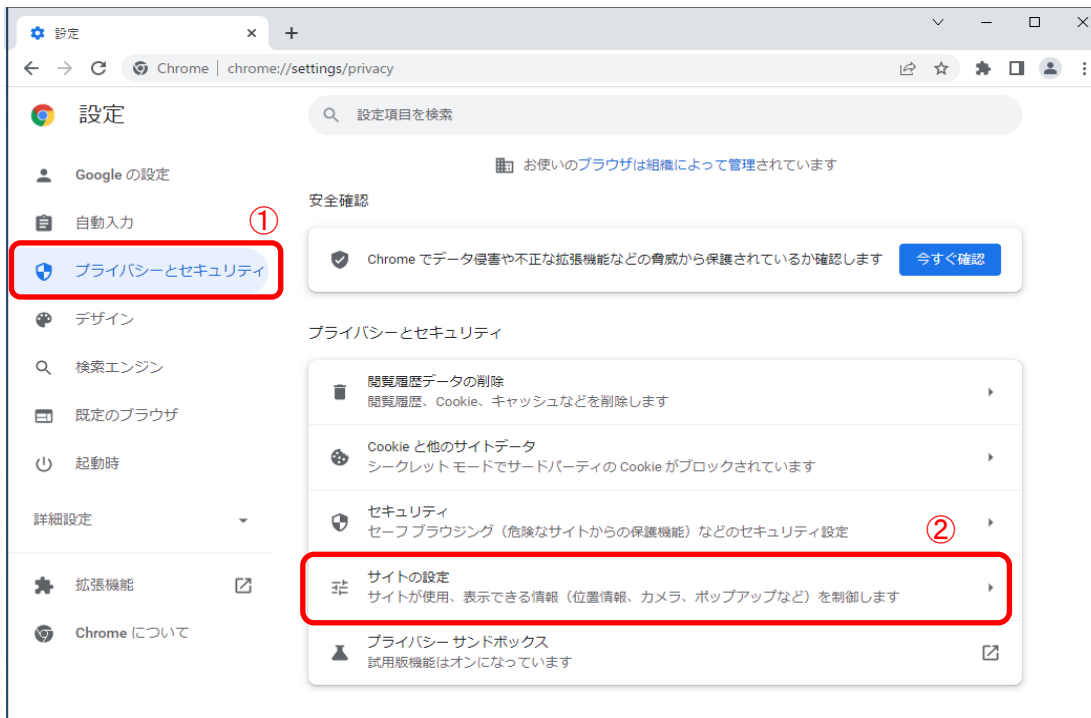 設定
Chrome | chrome://settings/privacy
設定
設定項目を検索
お使いのブラウザは組織によって管理されています
Google の設定
自動入力
①
プライバシーとセキュリティ
デザイン
検索エンジン
既定のブラウザ
起動時
詳細設定
拡張機能
Chrome について
安全確認
Chrome でデータ侵害や不正な拡張機能などの脅威から保護されているか確認します
今すぐ確認
プライバシーとセキュリティ
閲覧履歴データの削除
閲覧履歴、Cookie、キャッシュなどを削除します
Cookie と他のサイトデータ
シークレット モードでサードパーティの Cookie がブロックされています
セキュリティ
セーフ ブラウジング（危険なサイトからの保護機能）などのセキュリティ設定
②
サイトの設定
サイトが使用、表示できる情報（位置情報、カメラ、ポップアップなど）を制御します
プライバシー サンドボックス
試用版機能はオンになっています